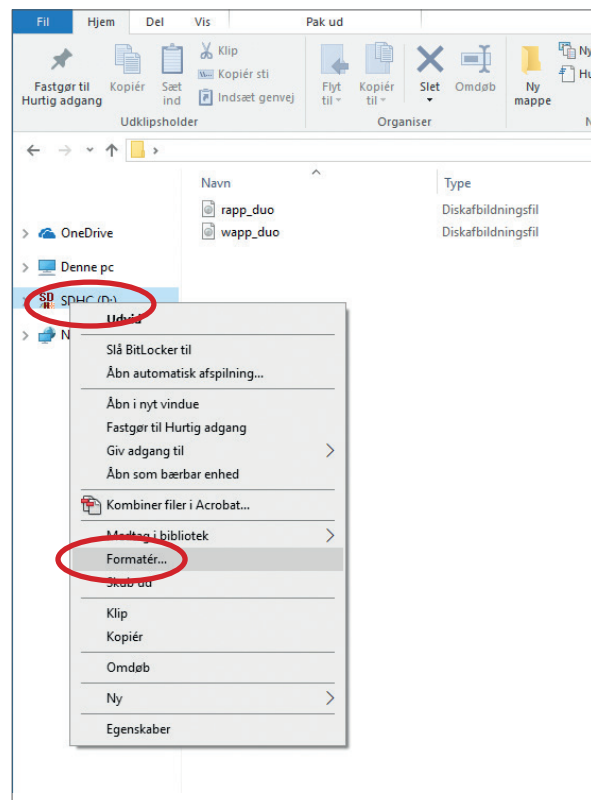 Fil Hjem Del Vis Pak ud
Klip
Kopiér sti
Indsæt genvej
Fastgør til
Hurtig adgang
Kopiér
Sæt
ind
Udklipsholder
Flyt
til
Kopiér
til
Slet
Omdøb
Organiser
Ny
mappe
Ny
Hu
N
Navn Type
rapp_duo Diskafbildningsfil
wapp_duo Diskafbildningsfil
OneDrive
Denne pc
SDHC (D:)
N
Udvid
Slå BitLocker til
Åbn automatisk afspilning...
Åbn i nyt vindue
Fastgør til Hurtig adgang
Giv adgang til
Åbn som bærbar enhed
Kombiner filer i Acrobat...
Medtag i bibliotek
Formatér...
Skub ud
Klip
Kopiér
Omdøb
Ny
Egenskaber